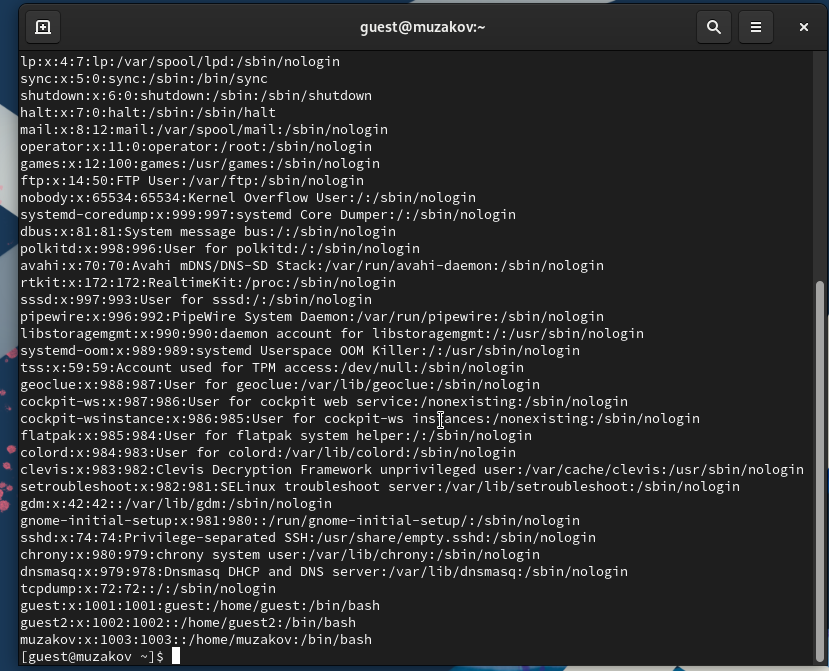 guest@muzakov:~
lp:x:4:7:lp:/var/spool/lpd:/sbin/nologin
sync:x:5:0:sync:/sbin:/bin/sync
shutdown:x:6:0:shutdown:/sbin:/sbin/shutdown
halt:x:7:0:halt:/sbin:/sbin/halt
mail:x:8:12:mail:/var/spool/mail:/sbin/nologin
operator:x:11:0:operator:/root:/sbin/nologin
games:x:12:100:games:/usr/games:/sbin/nologin
ftp:x:14:50:FTP User:/var/ftp:/sbin/nologin
nobody:x:65534:65534:Kernel Overflow User:/:/sbin/nologin
systemd-coredump:x:999:997:systemd Core Dumper:/:/sbin/nologin
dbus:x:81:81:System message bus:/:/sbin/nologin
polkitd:x:998:996:User for polkitd:/:/sbin/nologin
avahi:x:70:70:Avahi mDNS/DNS-SD Stack:/var/run/avahi-daemon:/sbin/nologin
rtkit:x:172:172:RealtimeKit:/proc:/sbin/nologin
sssd:x:997:993:User for sssd:/:/sbin/nologin
pipewire:x:996:992:PipeWire System Daemon:/var/run/pipewire:/sbin/nologin
libstoragemgmt:x:990:990:daemon account for libstoragemgmt:/:/usr/sbin/nologin
systemd-oom:x:989:989:systemd Userspace OOM Killer:/:/usr/sbin/nologin
tss:x:59:59:Account used for TPM access:/dev/null:/sbin/nologin
geoclue:x:988:987:User for geoclue:/var/lib/geoclue:/sbin/nologin
cockpit-ws:x:987:986:User for cockpit web service:/nonexisting:/sbin/nologin
cockpit-wsinstance:x:986:985:User for cockpit-ws instances:/nonexisting:/sbin/nologin
flatpak:x:985:984:User for flatpak system helper:/:/sbin/nologin
colord:x:984:983:User for colord:/var/lib/colord:/sbin/nologin
clevis:x:983:982:Clevis Decryption Framework unprivileged user:/var/cache/clevis:/usr/sbin/nologin
setroubleshoot:x:982:981:SELinux troubleshoot server:/var/lib/setroubleshoot:/sbin/nologin
gdm:x:42:42::/var/lib/gdm:/sbin/nologin
gnome-initial-setup:x:981:980::/run/gnome-initial-setup/:/sbin/nologin
sshd:x:74:74:Privilege-separated SSH:/usr/share/empty.sshd:/sbin/nologin
chrony:x:980:979:chrony system user:/var/lib/chrony:/sbin/nologin
dnsmasq:x:979:978:Dnsmasq DHCP and DNS server:/var/lib/dnsmasq:/sbin/nologin
tcpdump:x:72:72::/:/sbin/nologin
guest:x:1001:1001:guest:/home/guest:/bin/bash
guest2:x:1002:1002::/home/guest2:/bin/bash
muzakov:x:1003:1003::/home/muzakov:/bin/bash
[guest@muzakov ~]$